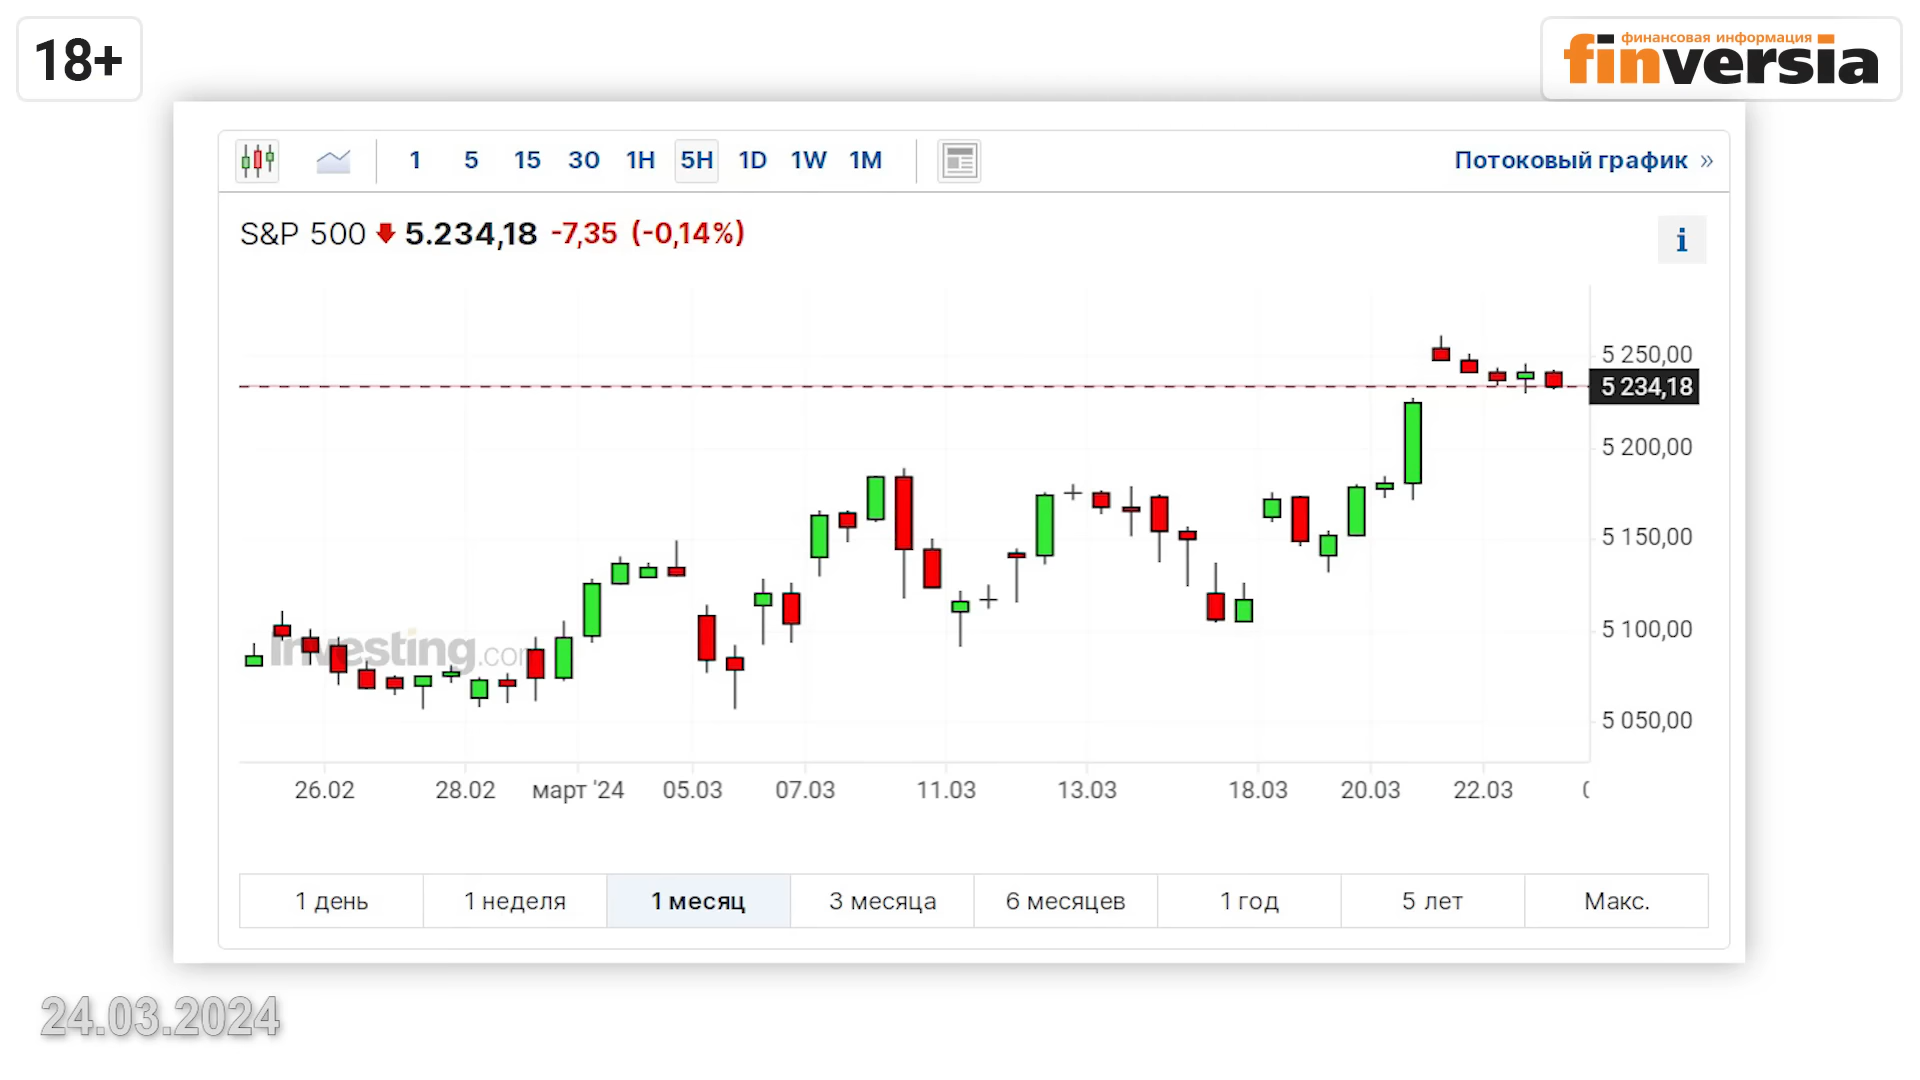 18+
финансовая информация
finversia
1 5 15 30 1H 5H 1D 1W 1M
Потоковый график »
S&P 500 5.234,18 -7,35 (-0,14%)
i
5 250,00
5 234,18
5 200,00
5 150,00
5 100,00
5 050,00
Investing.com
26.02 28.02 март '24 05.03 07.03 11.03 13.03 18.03 20.03 22.03
1 день 1 неделя 1 месяц 3 месяца 6 месяцев 1 год 5 лет Макс.
24.03.2024